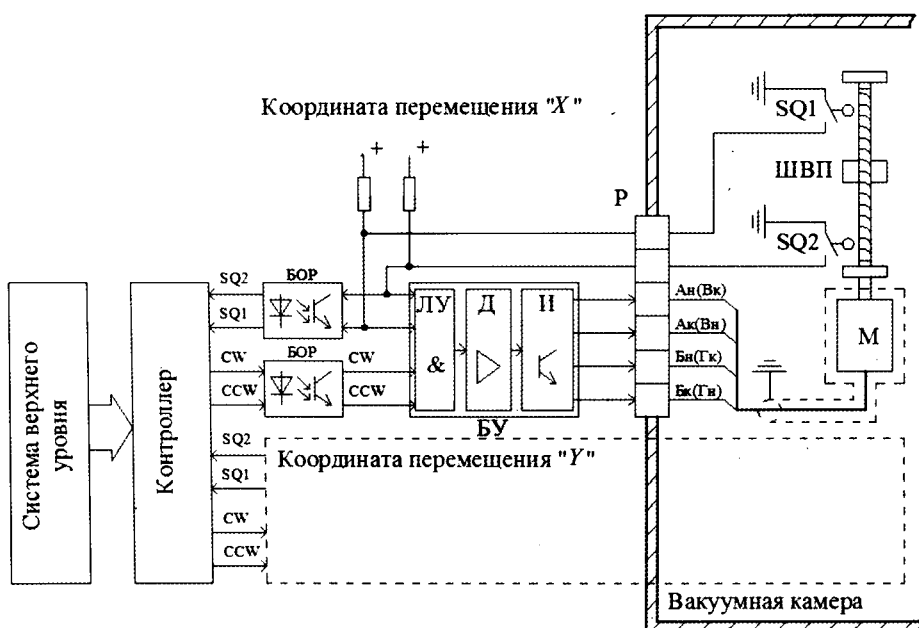 Координата перемещения "X"
+
+
SQ1
ШВП
P
SQ2
БОР
SQ2
SQ1
БОР
CW
CCW
CW
CCW
ЛУ
&
Д
И
БУ
Ан(Вк)
Ак(Вн)
Бн(Гк)
Бк(Гн)
М
Система верхнего
уровня
Контроллер
SQ2
SQ1
CW
CCW
Координата перемещения "Y"
Вакуумная камера